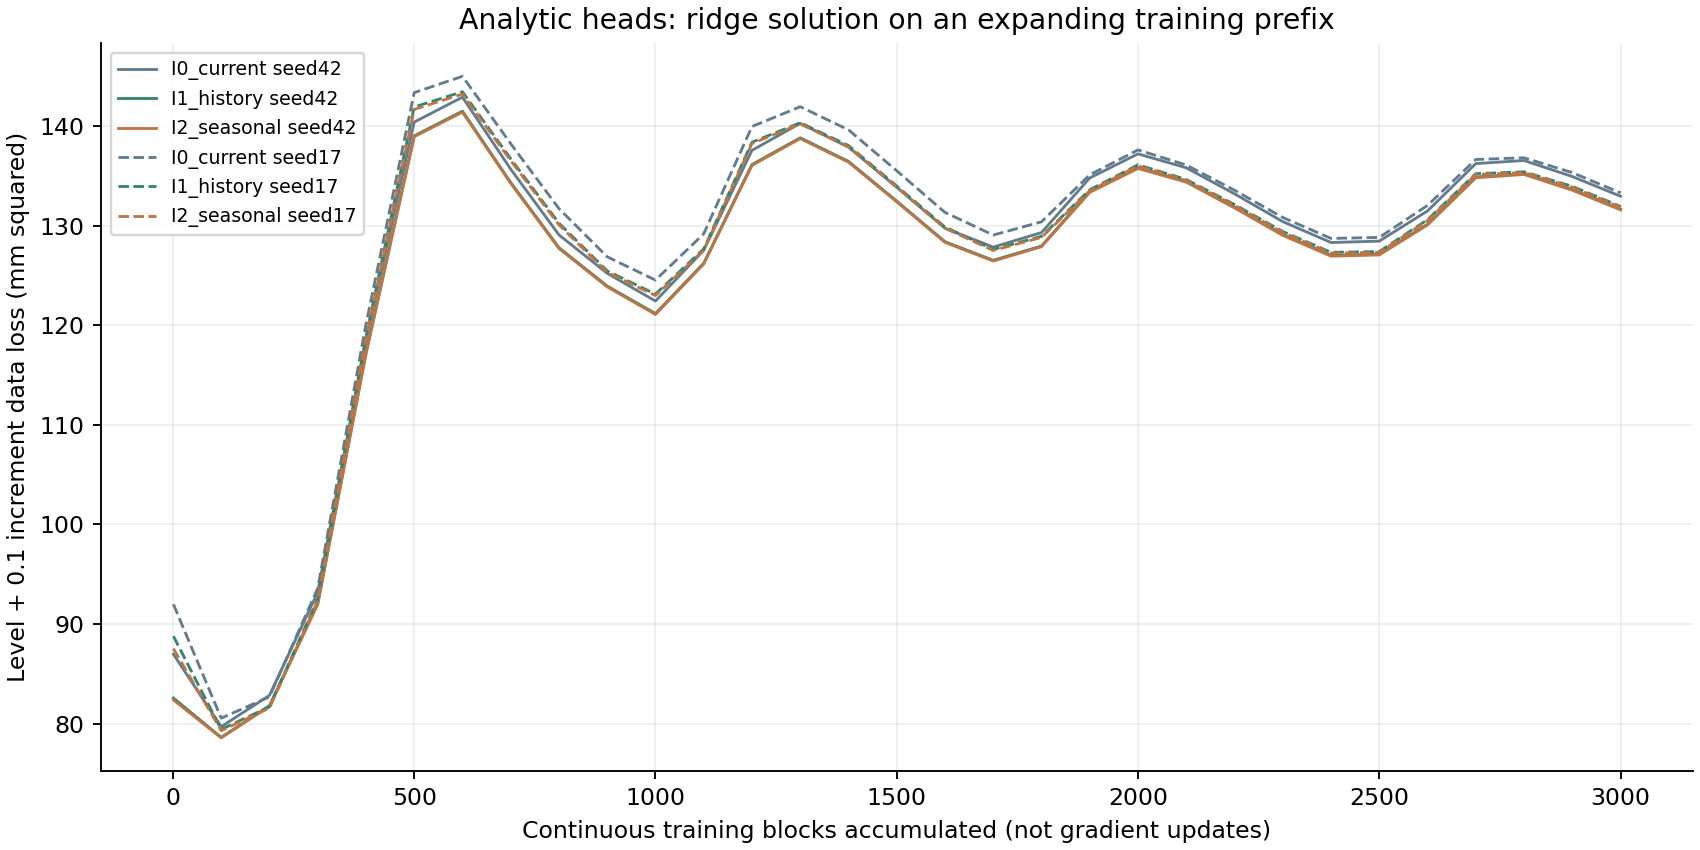 Analytic heads: ridge solution on an expanding training prefix
I0_current seed42
I1_history seed42
I2_seasonal seed42
I0_current seed17
I1_history seed17
I2_seasonal seed17
Level + 0.1 increment data loss (mm squared)
140
130
120
110
100
90
80
0 500 1000 1500 2000 2500 3000
Continuous training blocks accumulated (not gradient updates)